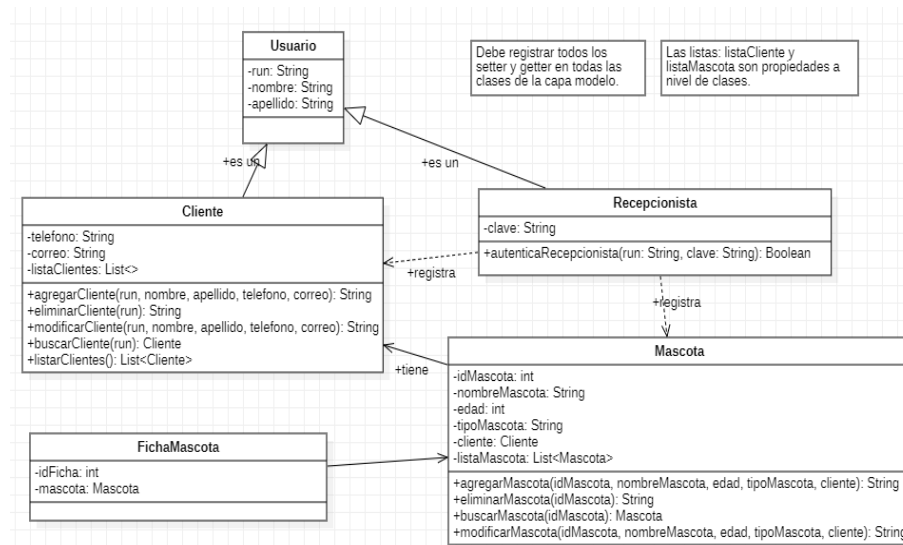 Usuario
-run: String
-nombre: String
-apellido: String
Debe registrar todos los
setter y getter en todas las
clases de la capa modelo.
Las listas: listaCliente y
listaMascota son propiedades a
nivel de clases.
+es un
+es un
Cliente
-telefono: String
-correo: String
-listaClientes: List<>
+agregarCliente(run, nombre, apellido, telefono, correo): String
+eliminarCliente(run): String
+modificarCliente(run, nombre, apellido, telefono, correo): String
+buscarCliente(run): Cliente
+listarClientes(): List<Cliente>
Recepcionista
-clave: String
+autenticaRecepcionista(run: String, clave: String): Boolean
+registra
+registra
+tiene
Mascota
-idMascota: int
-nombreMascota: String
-edad: int
-tipoMascota: String
-cliente: Cliente
-listaMascota: List<Mascota>
+agregarMascota(idMascota, nombreMascota, edad, tipoMascota, cliente): String
+eliminarMascota(idMascota): String
+buscarMascota(idMascota): Mascota
+modificarMascota(idMascota, nombreMascota, edad, tipoMascota, cliente): String
FichaMascota
-idFicha: int
-mascota: Mascota